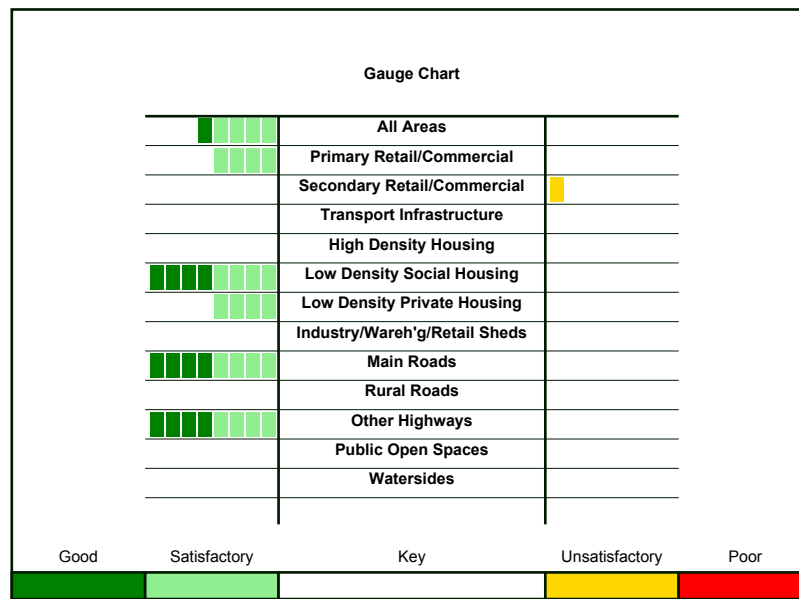 Gauge Chart
All Areas
Primary Retail/Commercial
Secondary Retail/Commercial
Transport Infrastructure
High Density Housing
Low Density Social Housing
Low Density Private Housing
Industry/Wareh'g/Retail Sheds
Main Roads
Rural Roads
Other Highways
Public Open Spaces
Watersides
Good Satisfactory Key Unsatisfactory Poor